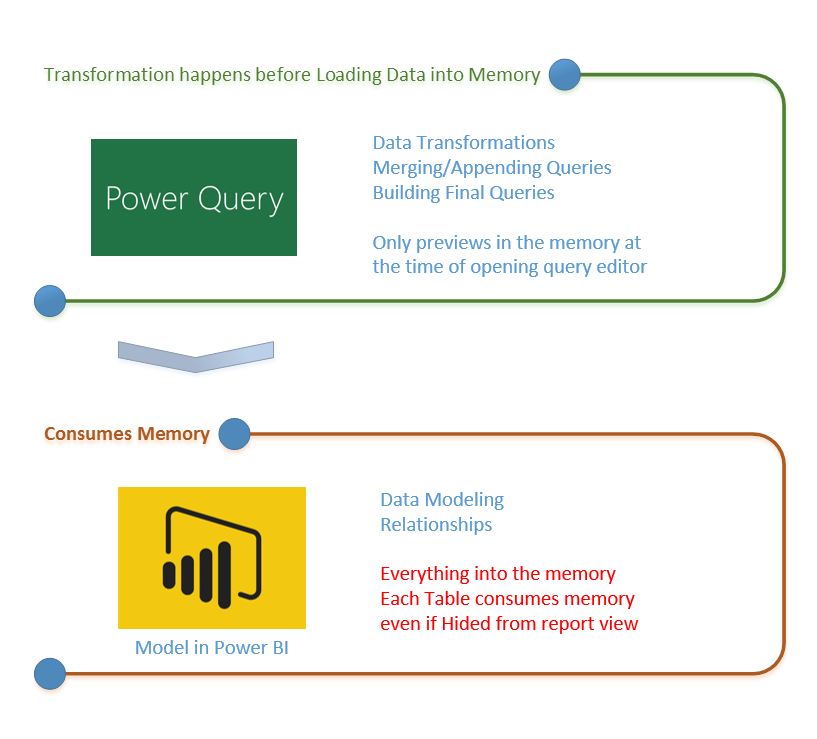 Transformation happens before Loading Data into Memory
Power Query
Data Transformations
Merging/Appending Queries
Building Final Queries
Only previews in the memory at
the time of opening query editor
Consumes Memory
Data Modeling
Relationships
Everything into the memory
Each Table consumes memory
even if Hided from report view
Model in Power BI